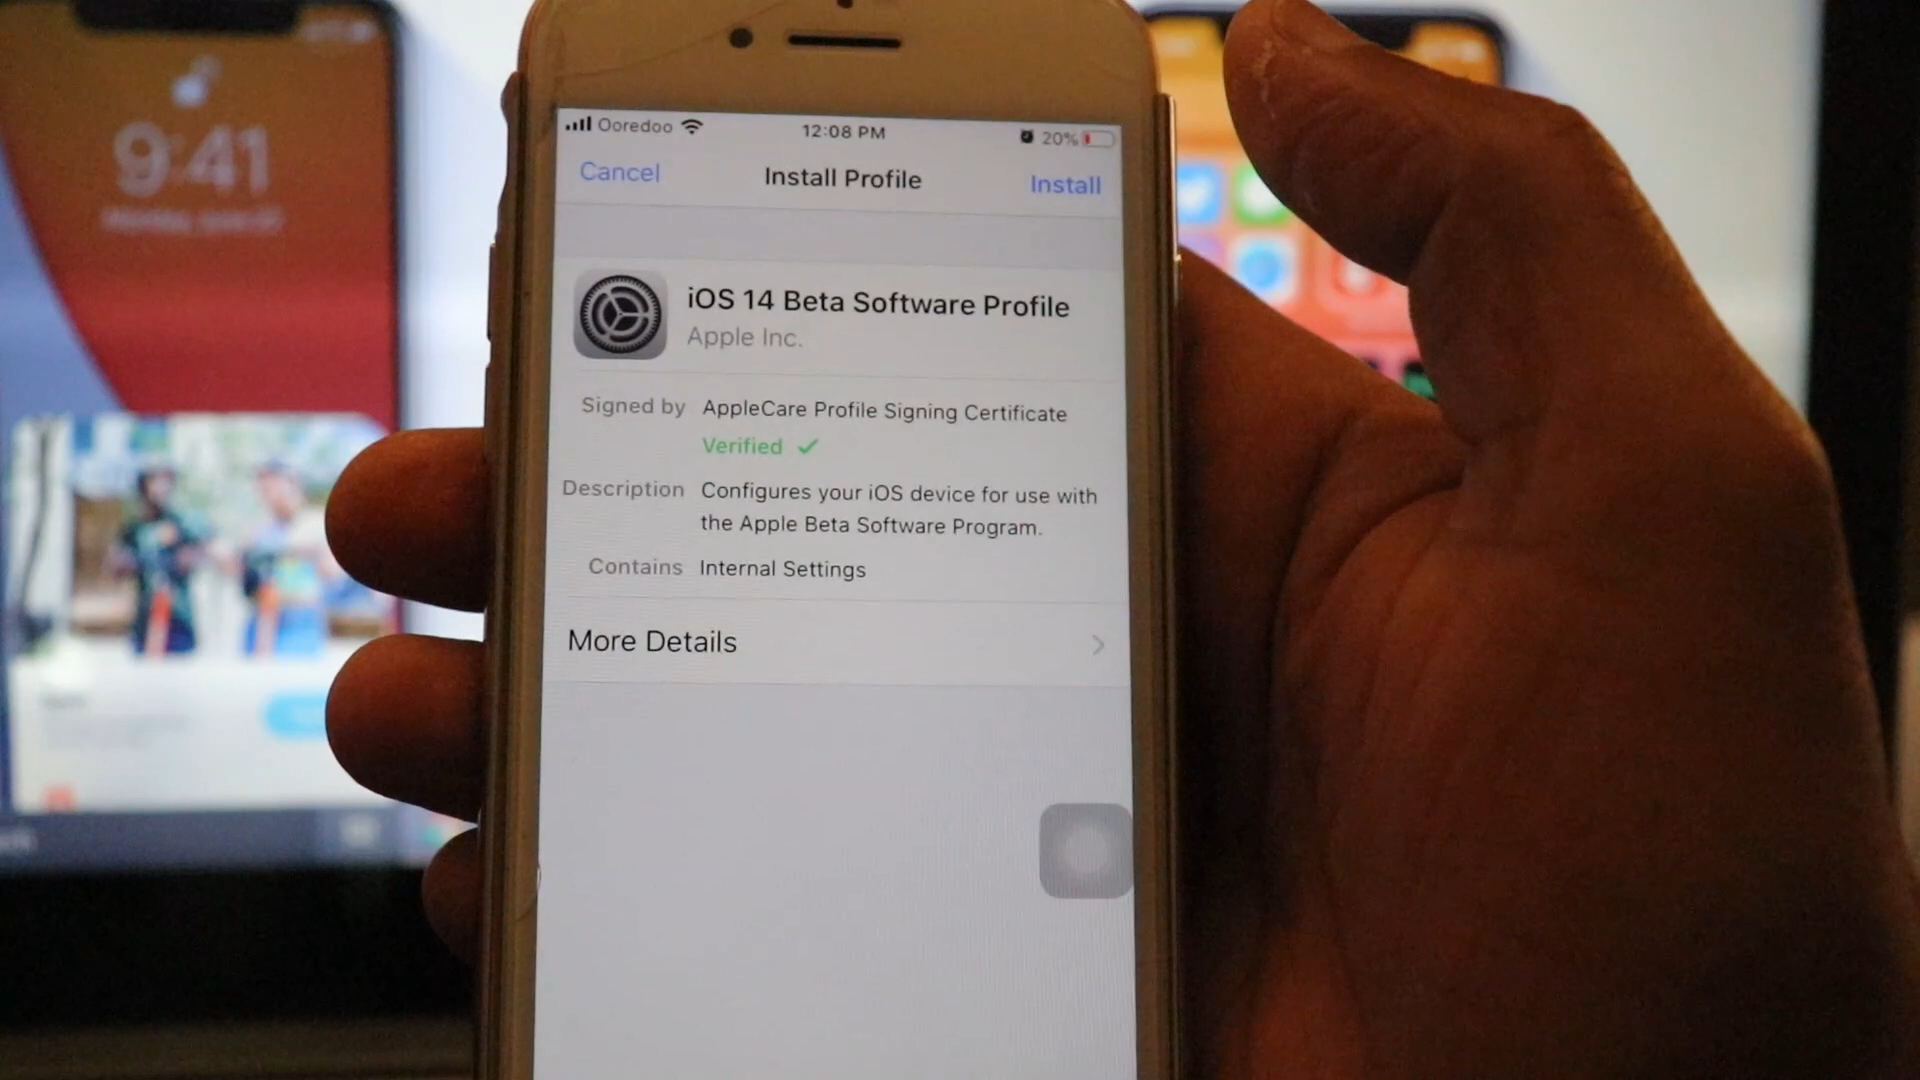 Ooredoo 12:08 PM 20%
Cancel Install Profile Install
iOS 14 Beta Software Profile
Apple Inc.
Signed by AppleCare Profile Signing Certificate
Verified
Description Configures your iOS device for use with
the Apple Beta Software Program.
Contains Internal Settings
More Details
9:41